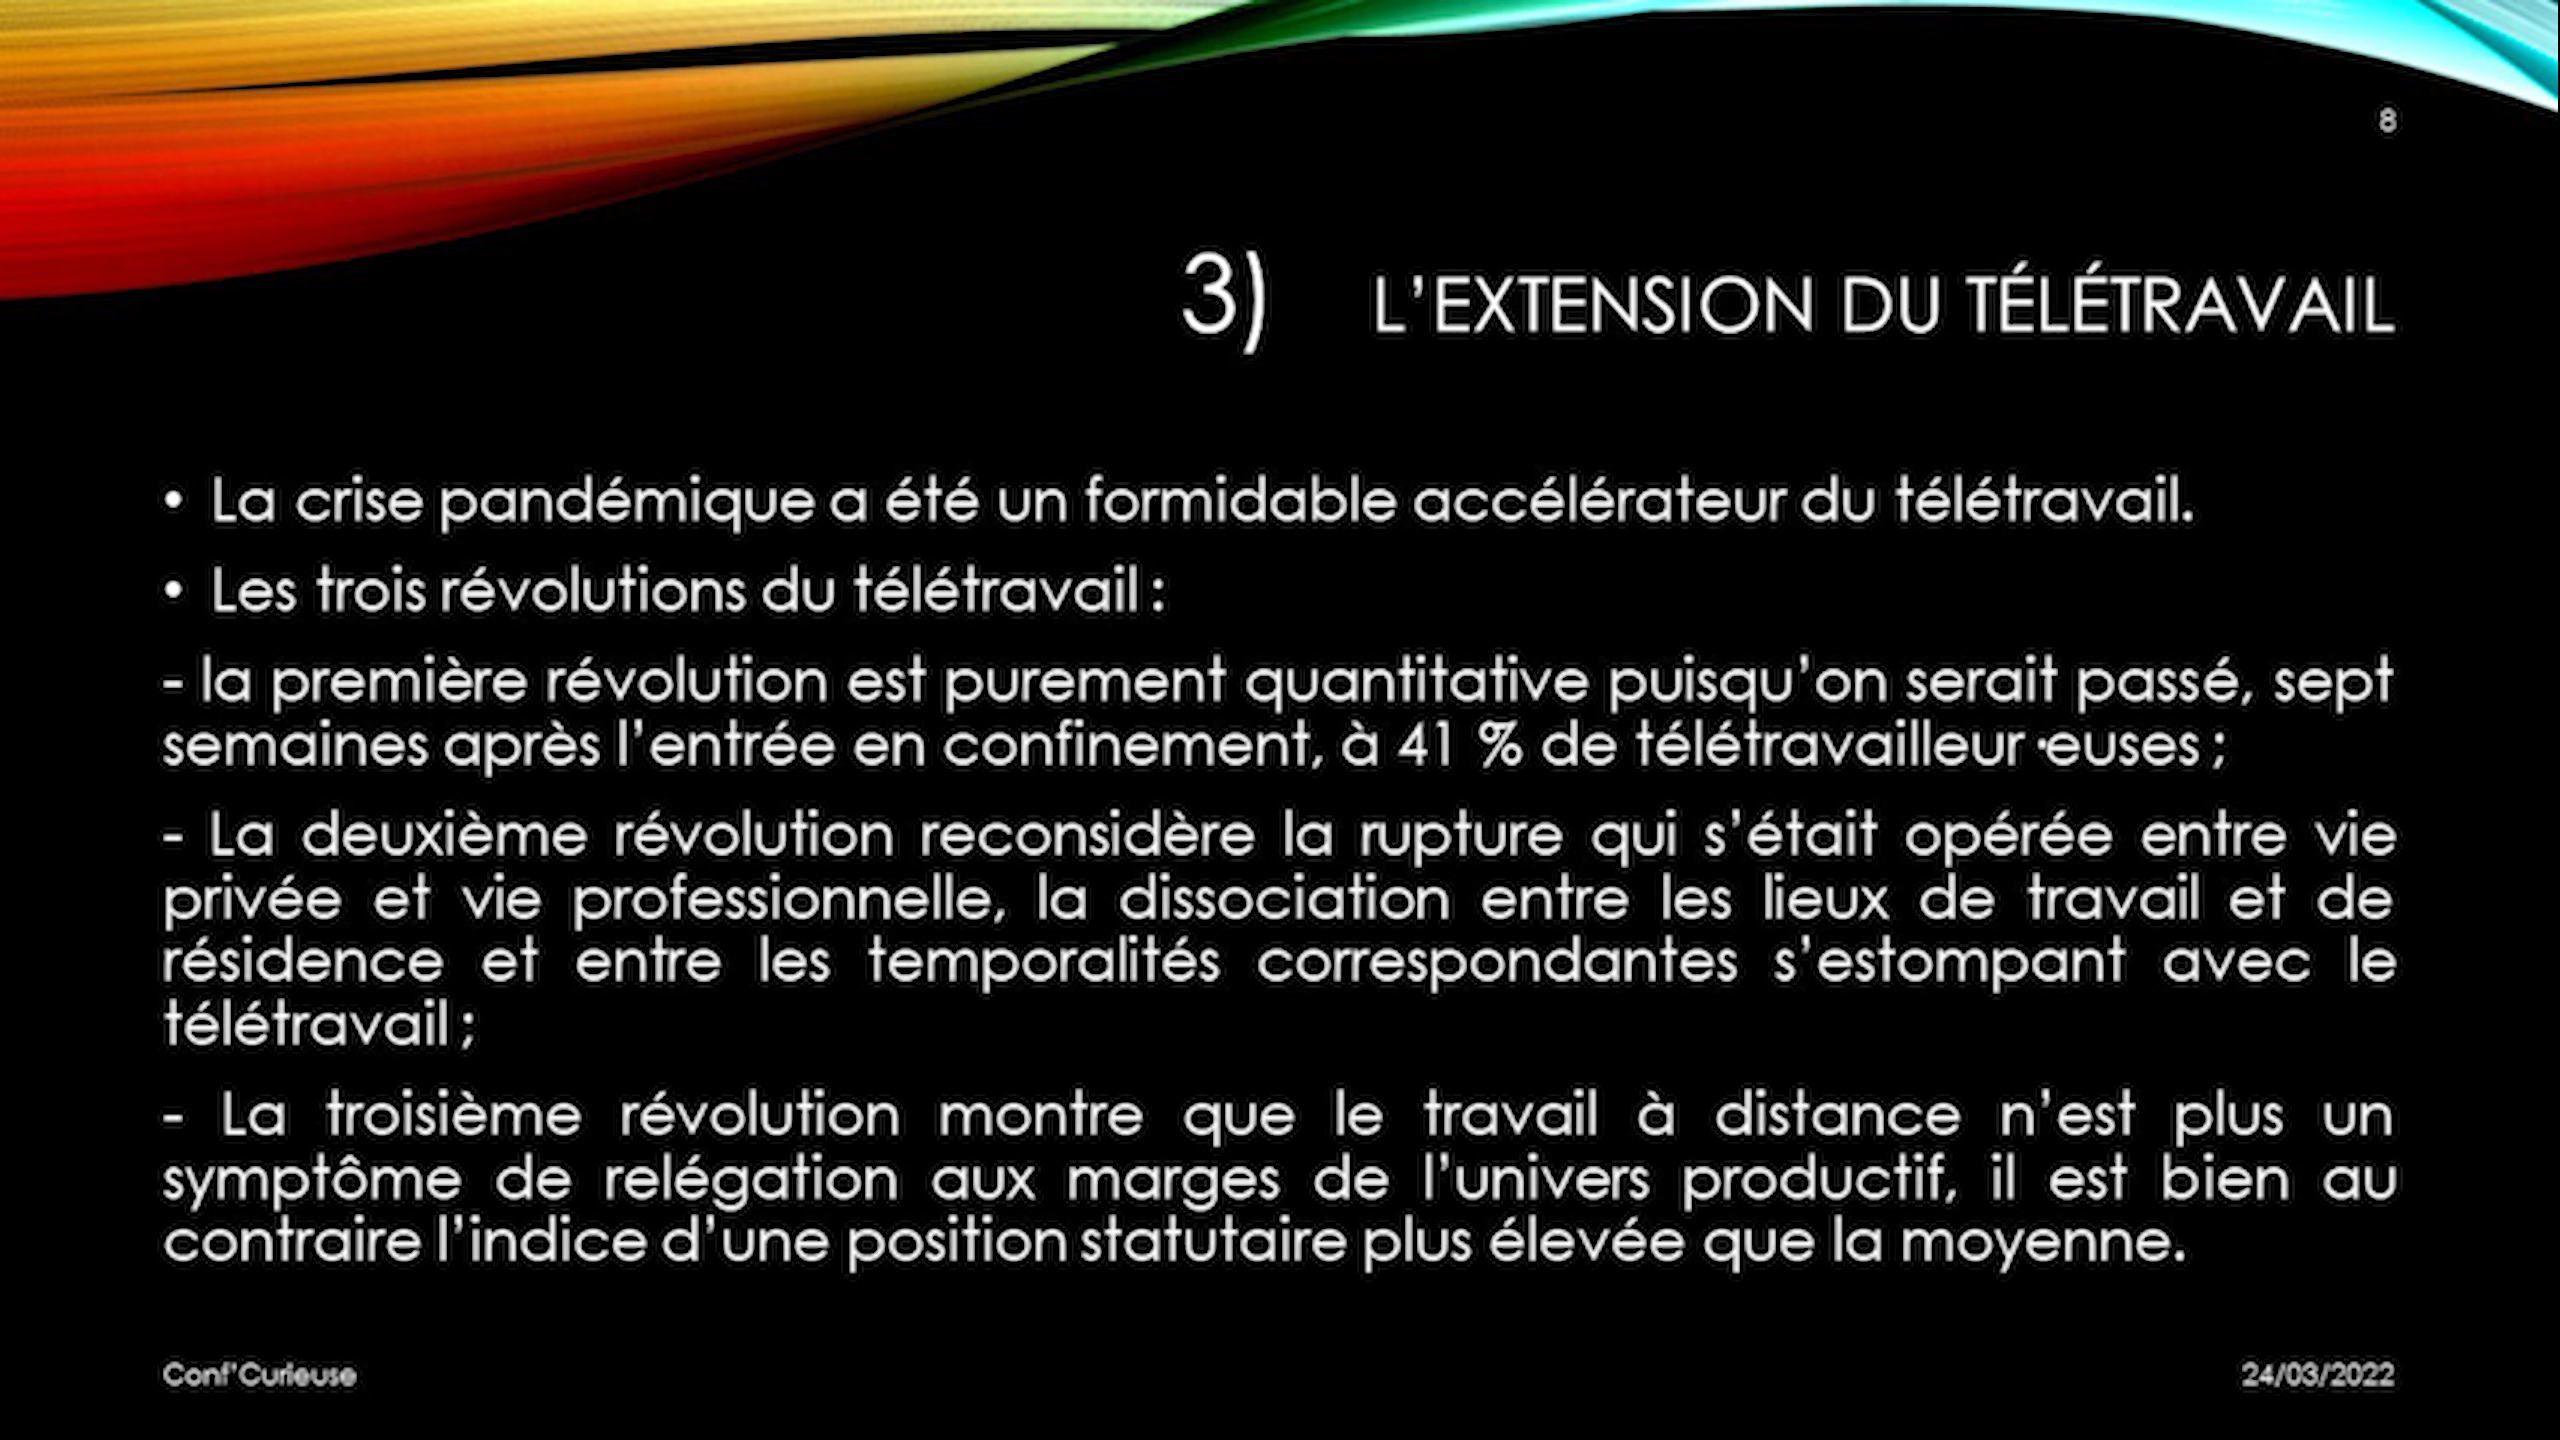 8
3) L’EXTENSION DU TÉLÉTRAVAIL
• La crise pandémique a été un formidable accélérateur du télétravail.
• Les trois révolutions du télétravail :
- la première révolution est purement quantitative puisqu’on serait passé, sept
semaines après l’entrée en confinement, à 41 % de télétravailleur·euses ;
- La deuxième révolution reconsidère la rupture qui s’était opérée entre vie
privée et vie professionnelle, la dissociation entre les lieux de travail et de
résidence et entre les temporalités correspondantes s’estompant avec le
télétravail ;
- La troisième révolution montre que le travail à distance n’est plus un
symptôme de relégation aux marges de l’univers productif, il est bien au
contraire l’indice d’une position statutaire plus élevée que la moyenne.
Conf’Curieuse
24/03/2022